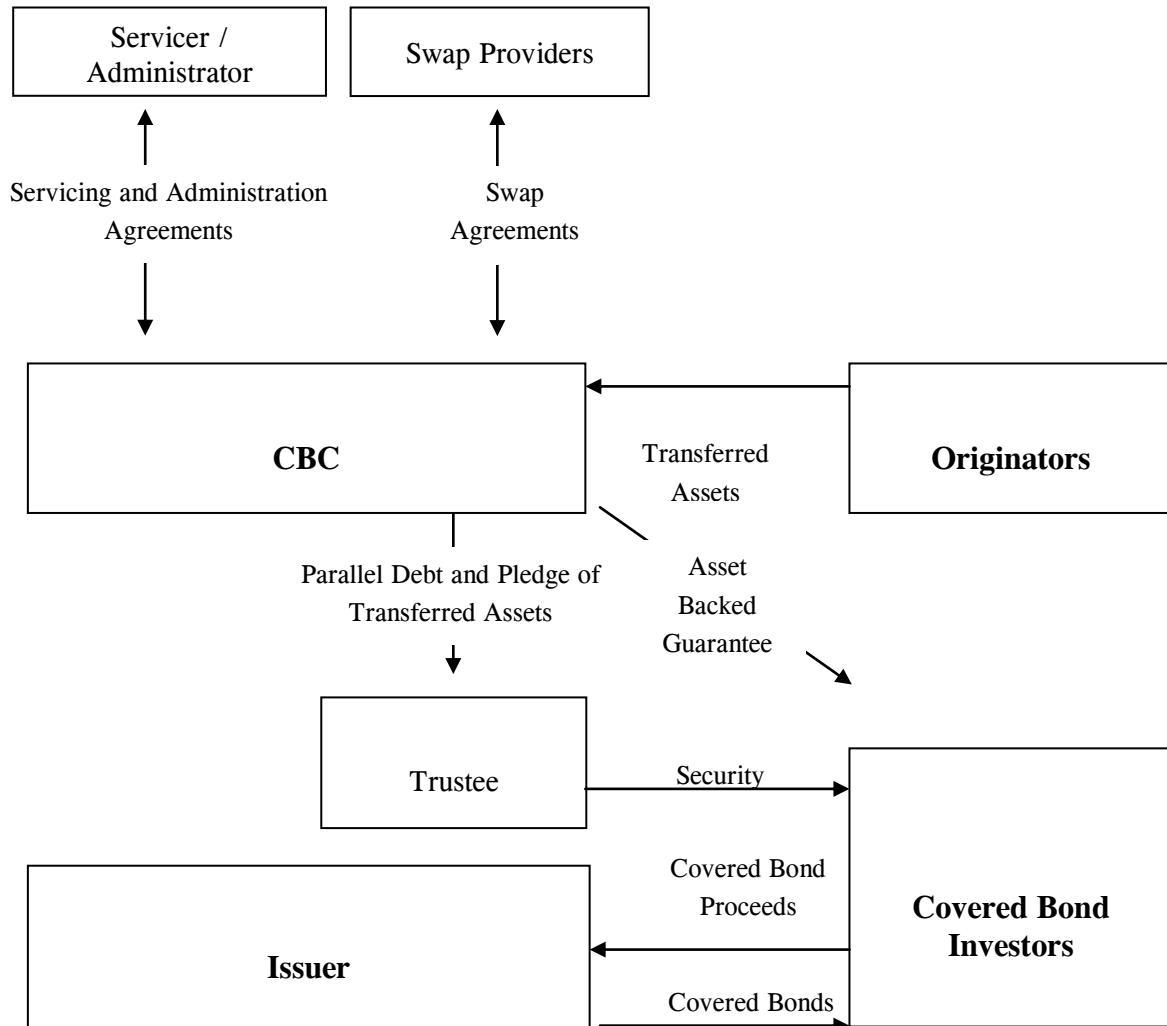 Servicer /
Administrator
Swap Providers
Servicing and Administration
Agreements
Swap
Agreements
CBC
Transferred
Assets
Originators
Parallel Debt and Pledge of
Transferred Assets
Asset
Backed
Guarantee
Trustee
Security
Covered Bond
Proceeds
Covered Bond
Investors
Issuer
Covered Bonds